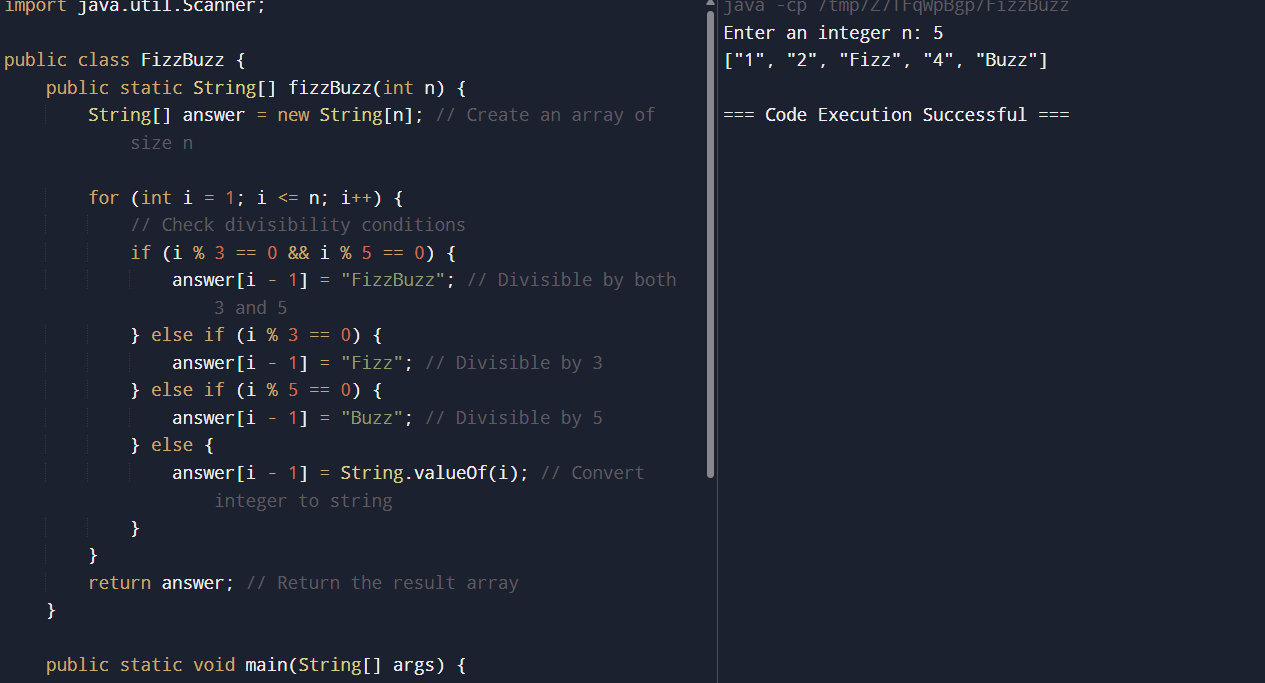 import java.util.Scanner;
public class FizzBuzz {
public static String[] fizzBuzz(int n) {
String[] answer = new String[n]; // Create an array of
size n
for (int i = 1; i <= n; i++) {
// Check divisibility conditions
if (i % 3 == 0 && i % 5 == 0) {
answer[i - 1] = "FizzBuzz"; // Divisible by both
3 and 5
} else if (i % 3 == 0) {
answer[i - 1] = "Fizz"; // Divisible by 3
} else if (i % 5 == 0) {
answer[i - 1] = "Buzz"; // Divisible by 5
} else {
answer[i - 1] = String.valueOf(i); // Convert
integer to string
}
}
return answer; // Return the result array
}
public static void main(String[] args) {
java -cp
Enter an integer n: 5
["1", "2", "Fizz", "4", "Buzz"]
=== Code Execution Successful ===